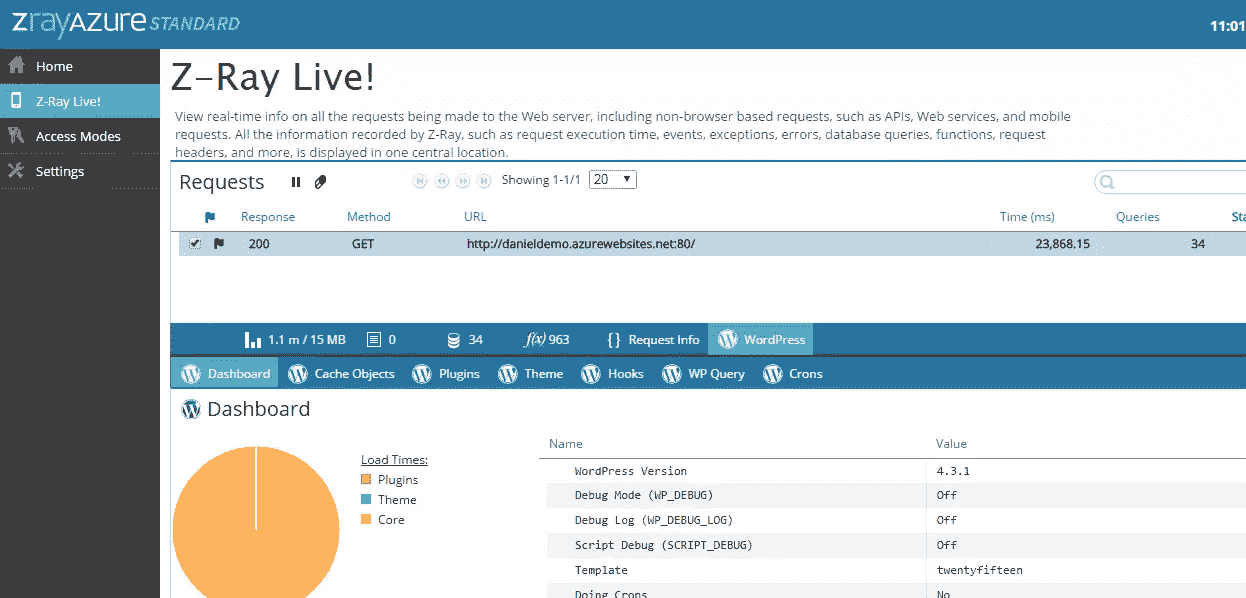 zrayAzure STANDARD
11:01
Home
Z-Ray Live!
Access Modes
Settings
Z-Ray Live!
View real-time info on all the requests being made to the Web server, including non-browser based requests, such as APIs, Web services, and mobile
requests. All the information recorded by Z-Ray, such as request execution time, events, exceptions, errors, database queries, functions, request
headers, and more, is displayed in one central location.
Requests Showing 1-1/1 20
Response Method URL Time (ms) Queries Sta
200 GET http://danieldemo.azurewebsites.net:80/ 23,868.15 34
1.1 m / 15 MB 0 34 f(x) 963 {} Request Info WordPress
Dashboard Cache Objects Plugins Theme Hooks WP Query Crons
Dashboard
Load Times:
Plugins
Theme
Core
Name Value
WordPress Version 4.3.1
Debug Mode (WP_DEBUG) Off
Debug Log (WP_DEBUG_LOG) Off
Script Debug (SCRIPT_DEBUG) Off
Template twentyfifteen
Doing Crons No